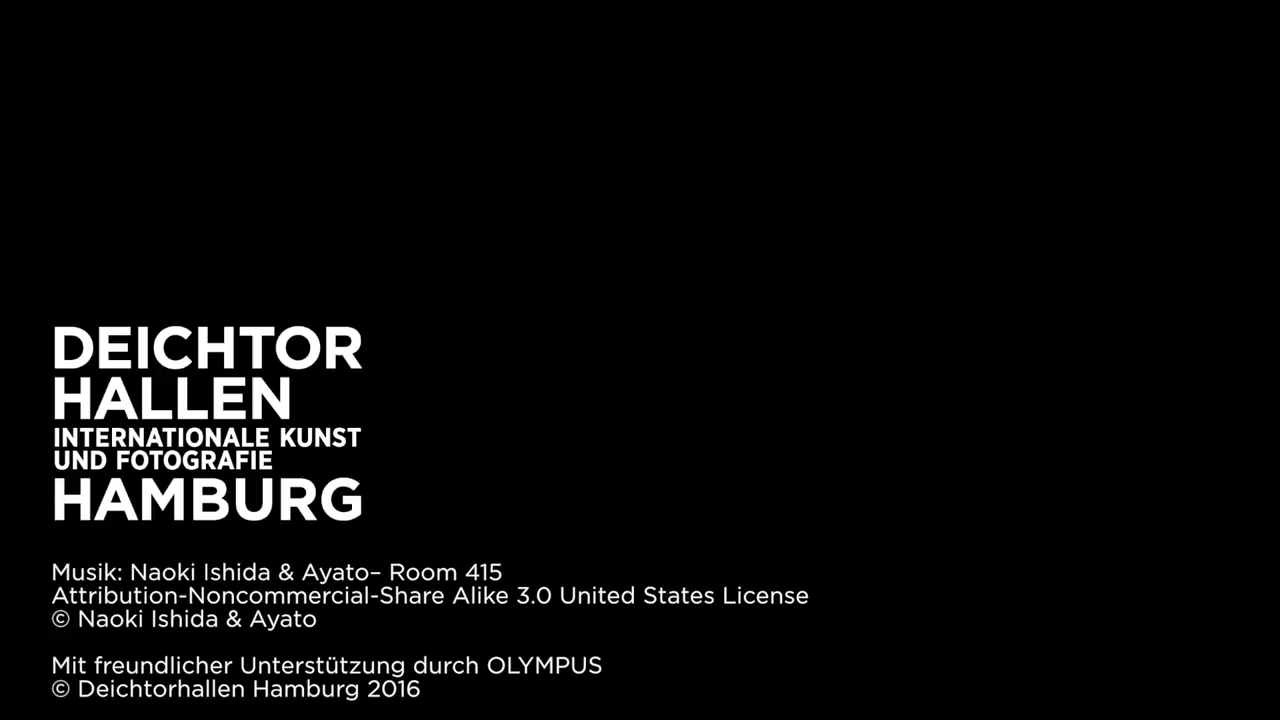 DEICHTOR
HALLEN
INTERNATIONALE KUNST
UND FOTOGRAFIE
HAMBURG
Musik: Naoki Ishida & Ayato– Room 415
Attribution-Noncommercial-Share Alike 3.0 United States License
© Naoki Ishida & Ayato
Mit freundlicher Unterstützung durch OLYMPUS
© Deichtorhallen Hamburg 2016